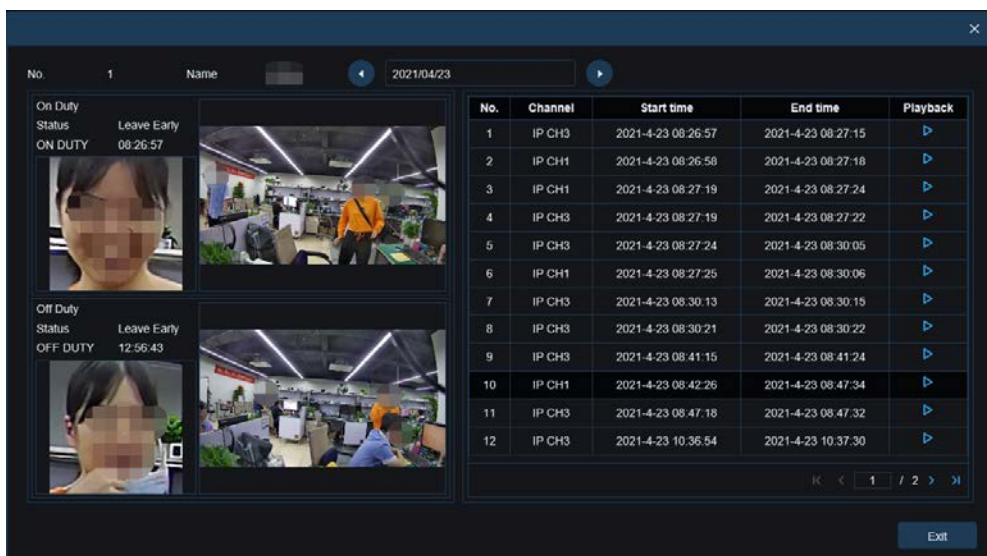 No. 1 Name 2021/04/23
On Duty
Status Leave Early
ON DUTY 08:26:57
Off Duty
Status Leave Early
OFF DUTY 12:56:43
No. Channel Start time End time Playback
1 IP CH3 2021-4-23 08:26:57 2021-4-23 08:27:15
2 IP CH1 2021-4-23 08:26:58 2021-4-23 08:27:18
3 IP CH1 2021-4-23 08:27:19 2021-4-23 08:27:24
4 IP CH3 2021-4-23 08:27:19 2021-4-23 08:27:22
5 IP CH3 2021-4-23 08:27:24 2021-4-23 08:30:05
6 IP CH1 2021-4-23 08:27:25 2021-4-23 08:30:06
7 IP CH3 2021-4-23 08:30:13 2021-4-23 08:30:15
8 IP CH3 2021-4-23 08:30:21 2021-4-23 08:30:22
9 IP CH3 2021-4-23 08:41:15 2021-4-23 08:41:24
10 IP CH1 2021-4-23 08:42:26 2021-4-23 08:47:34
11 IP CH3 2021-4-23 08:47:18 2021-4-23 08:47:32
12 IP CH3 2021-4-23 10:36:54 2021-4-23 10:37:30
1 / 2
Exit